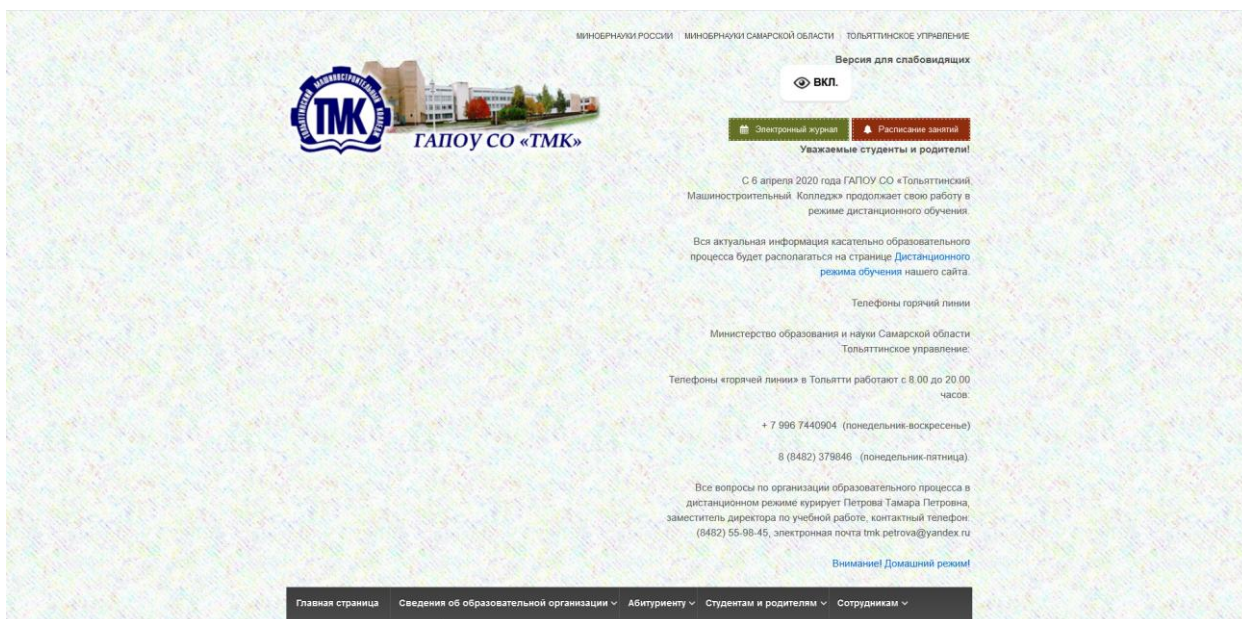 МИНОБРНАУКИ РОССИИ МИНОБРНАУКИ САМАРСКОЙ ОБЛАСТИ ТОЛЬЯТТИНСКОЕ УПРАВЛЕНИЕ
Версия для слабовидящих
ВКЛ.
ТОЛЬЯТТИНСКИЙ МАШИНОСТРОИТЕЛЬНЫЙ КОЛЛЕДЖ
ТМК
ГАПОУ СО «ТМК»
Электронный журнал Расписание занятий
Уважаемые студенты и родители!
С 6 апреля 2020 года ГАПОУ СО «Тольяттинский
Машиностроительный Колледж» продолжает свою работу в
режиме дистанционного обучения.
Вся актуальная информация касательно образовательного
процесса будет располагаться на странице Дистанционного
режима обучения нашего сайта.
Телефоны горячий линии
Министерство образования и науки Самарской области
Тольяттинское управление:
Телефоны «горячей линии» в Тольятти работают с 8.00 до 20.00
часов:
+ 7 996 7440904 (понедельник-воскресенье)
8 (8482) 379846 (понедельник-пятница).
Все вопросы по организации образовательного процесса в
дистанционном режиме курирует Петрова Тамара Петровна,
заместитель директора по учебной работе, контактный телефон:
(8482) 55-98-45, электронная почта tmk.petrova@yandex.ru
Внимание! Домашний режим!
Главная страница Сведения об образовательной организации Абитуриенту Студентам и родителям Сотрудникам